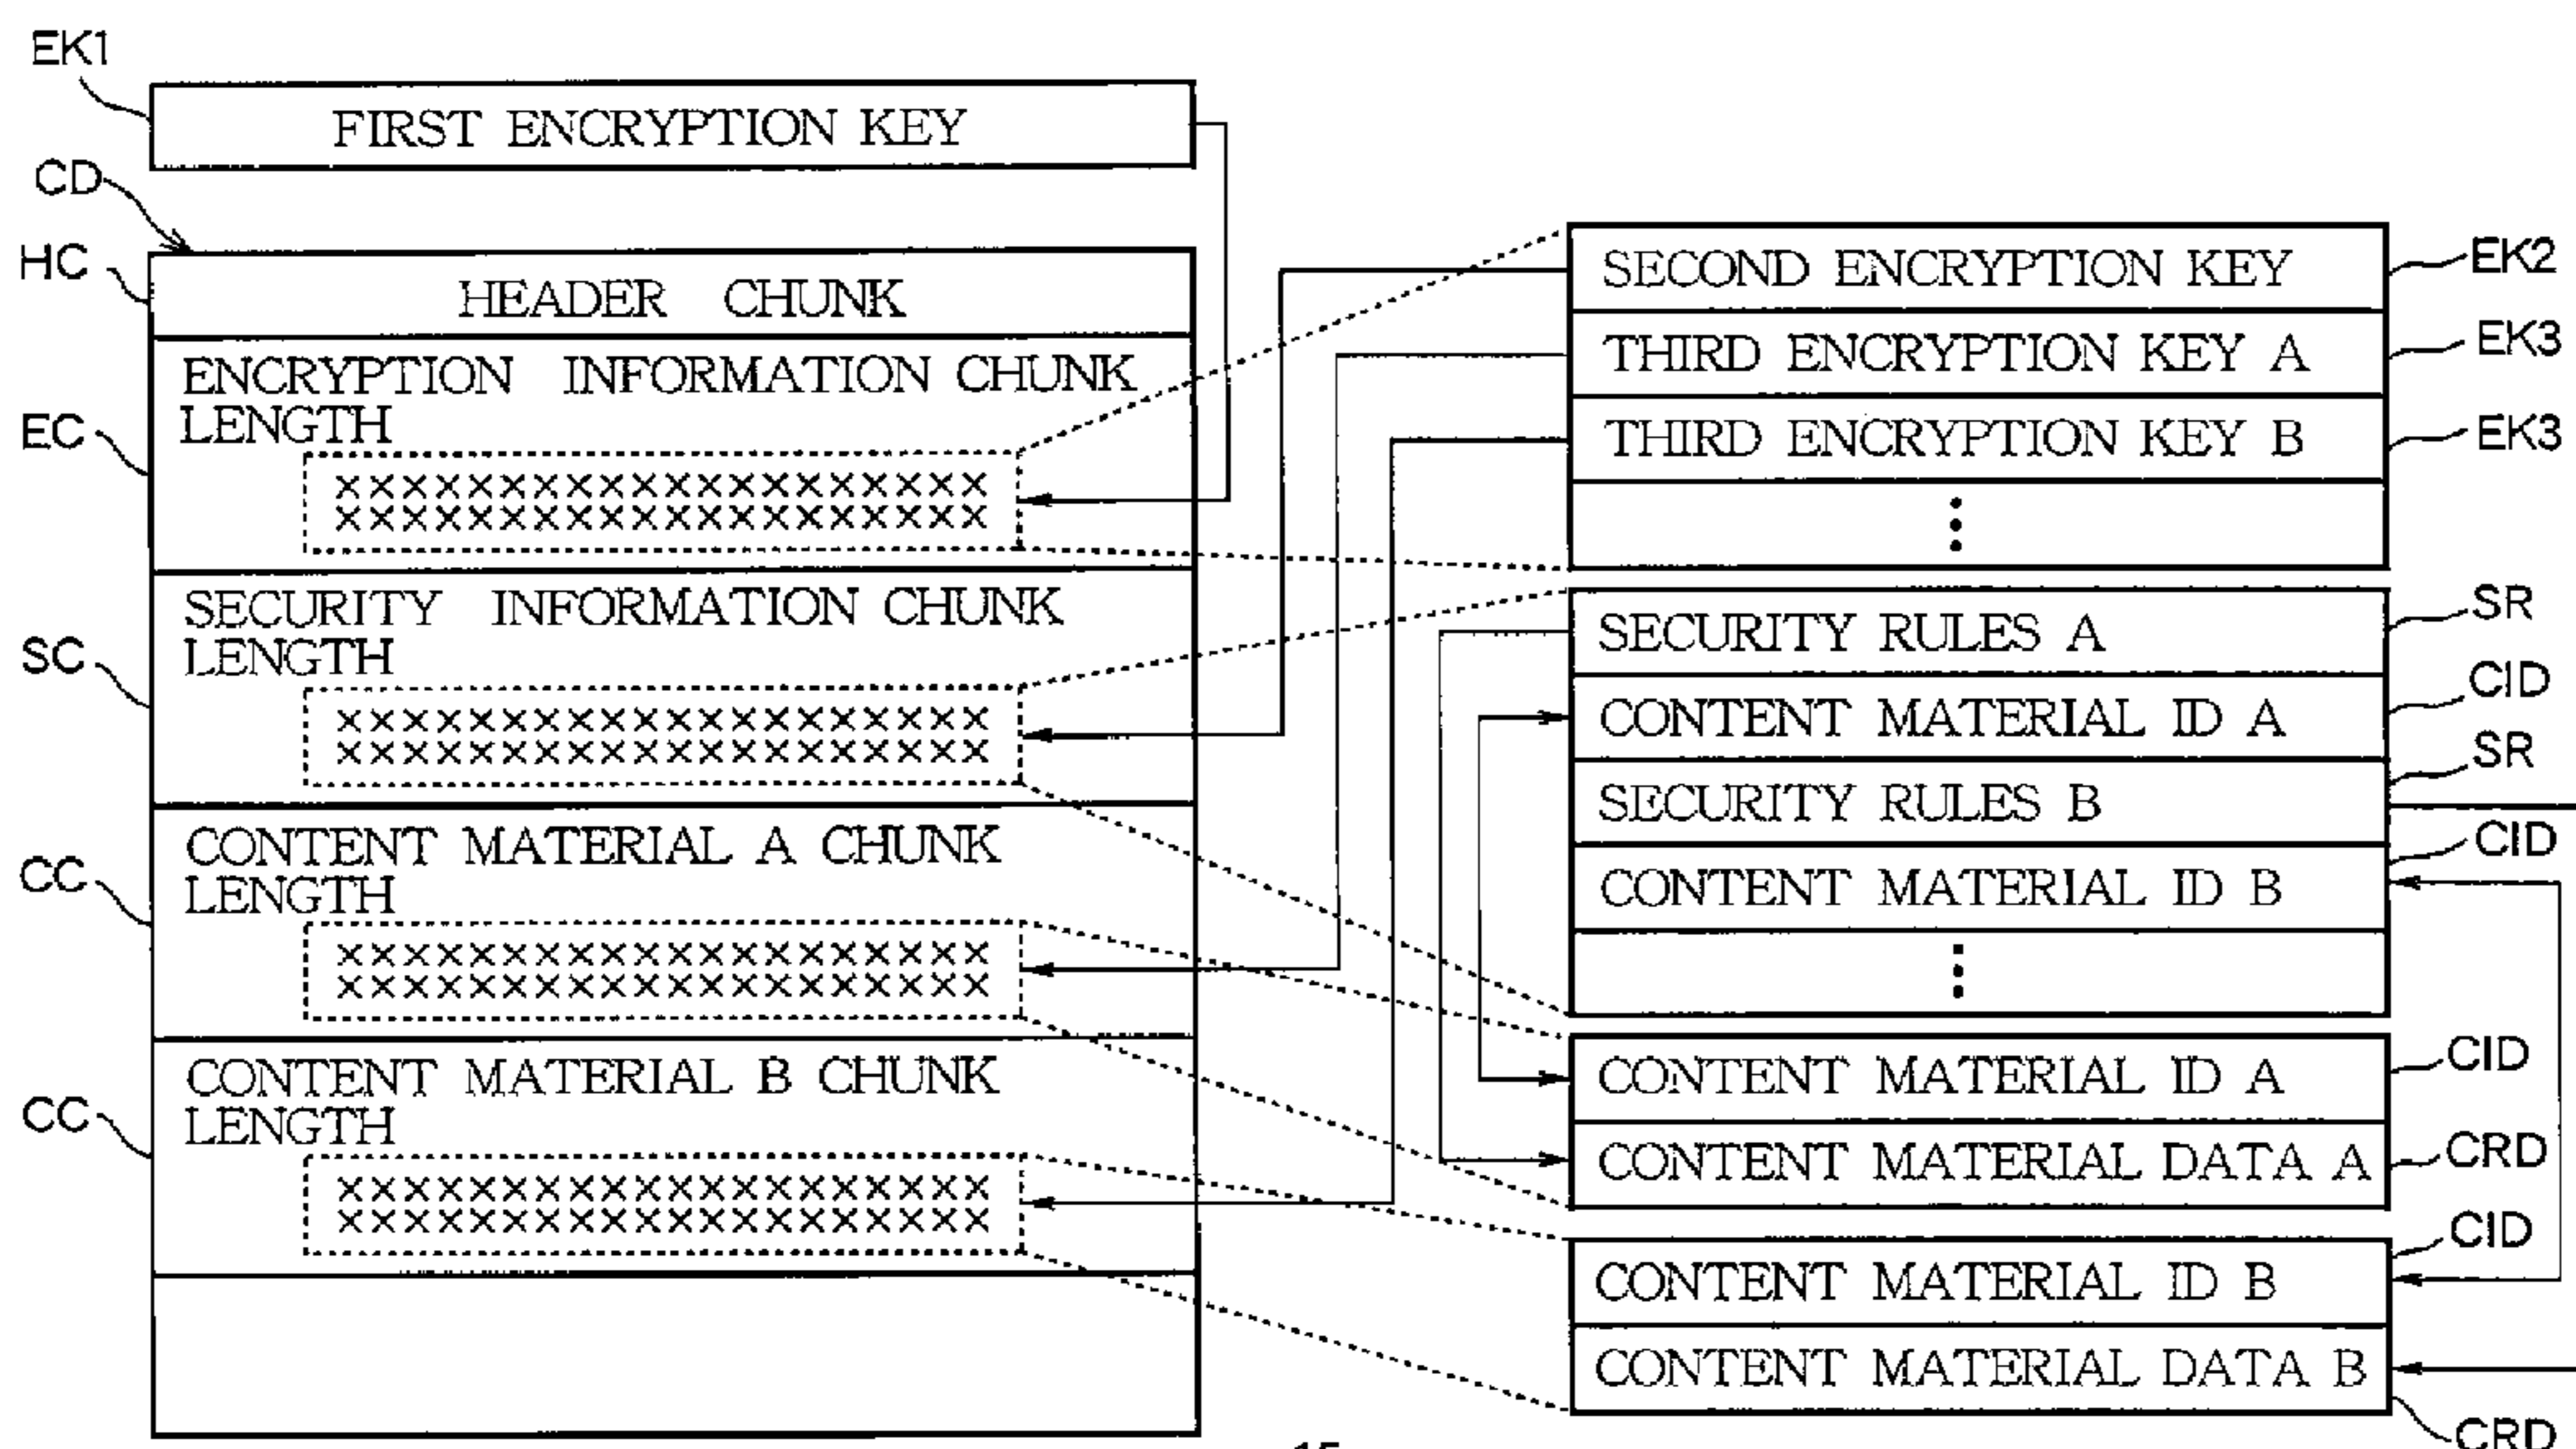 EK1
FIRST ENCRYPTION KEY
CD
HC
HEADER CHUNK
ENCRYPTION INFORMATION CHUNK
LENGTH
EC
××××××××××××××××××××
××××××××××××××××××××
SECURITY INFORMATION CHUNK
LENGTH
SC
××××××××××××××××××××
××××××××××××××××××××
CONTENT MATERIAL A CHUNK
LENGTH
CC
××××××××××××××××××××
××××××××××××××××××××
CONTENT MATERIAL B CHUNK
LENGTH
CC
××××××××××××××××××××
××××××××××××××××××××
SECOND ENCRYPTION KEY
EK2
THIRD ENCRYPTION KEY A
EK3
THIRD ENCRYPTION KEY B
EK3
SECURITY RULES A
SR
CONTENT MATERIAL ID A
CID
SECURITY RULES B
SR
CONTENT MATERIAL ID B
CID
CONTENT MATERIAL ID A
CID
CONTENT MATERIAL DATA A
CRD
CONTENT MATERIAL ID B
CID
CONTENT MATERIAL DATA B
CRD